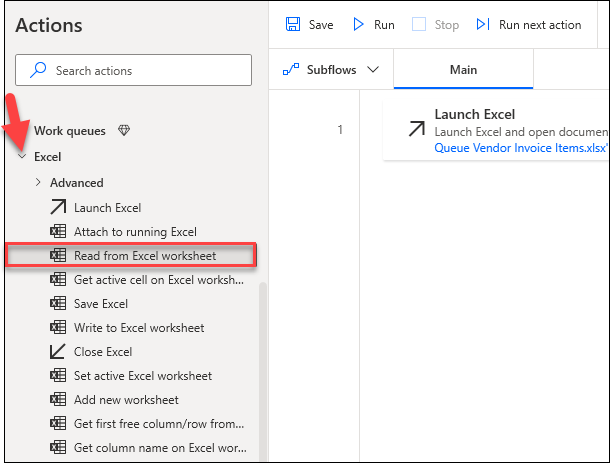 Actions
Search actions
Work queues
Excel
Advanced
Launch Excel
Attach to running Excel
Read from Excel worksheet
Get active cell on Excel worksh...
Save Excel
Write to Excel worksheet
Close Excel
Set active Excel worksheet
Add new worksheet
Get first free column/row from...
Get column name on Excel wor...
Save
Run
Stop
Run next action
Subflows
Main
1
Launch Excel
Launch Excel and open documen
Queue Vendor Invoice Items.xlsx'